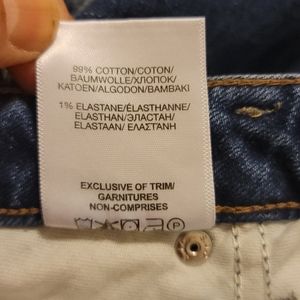 99% COTTON/COTON/
BAUMWOLLE/ХЛОПОК/
KATOEN/ALGODON/BAMBAKI
1% ELASTANE/ÉLASTHANNE/
ELASTHAN/ЭЛАСТАН/
ELASTAAN/ ΕΛΑΣΤΑΝΗ
EXCLUSIVE OF TRIM/
GARNITURES
NON-COMPRISES
P